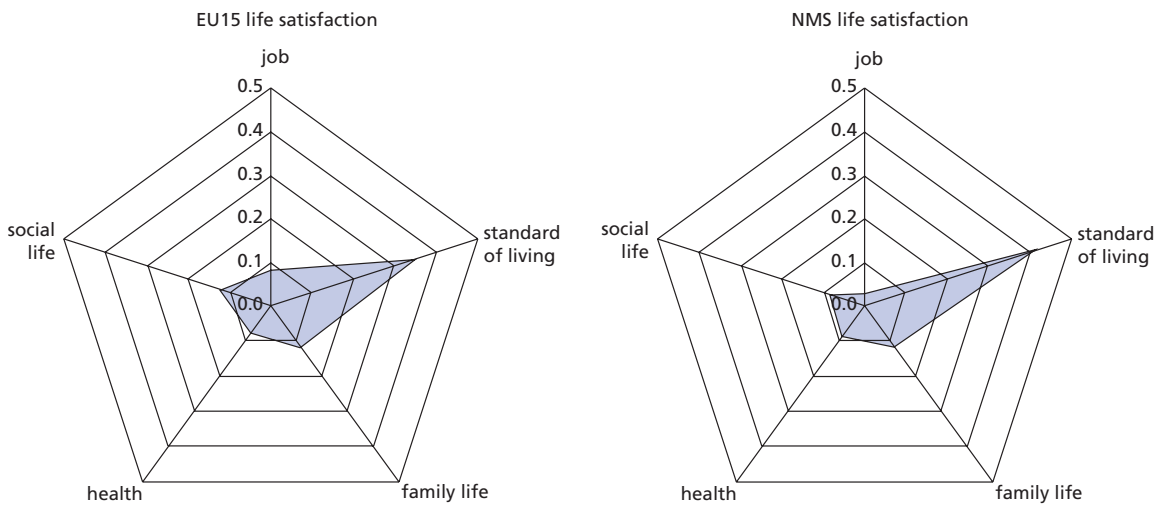 EU15 life satisfaction
job
0.5
0.4
0.3
0.2
0.1
0.0
social
life
standard
of living
health
family life
NMS life satisfaction
job
0.5
0.4
0.3
0.2
0.1
0.0
social
life
standard
of living
health
family life